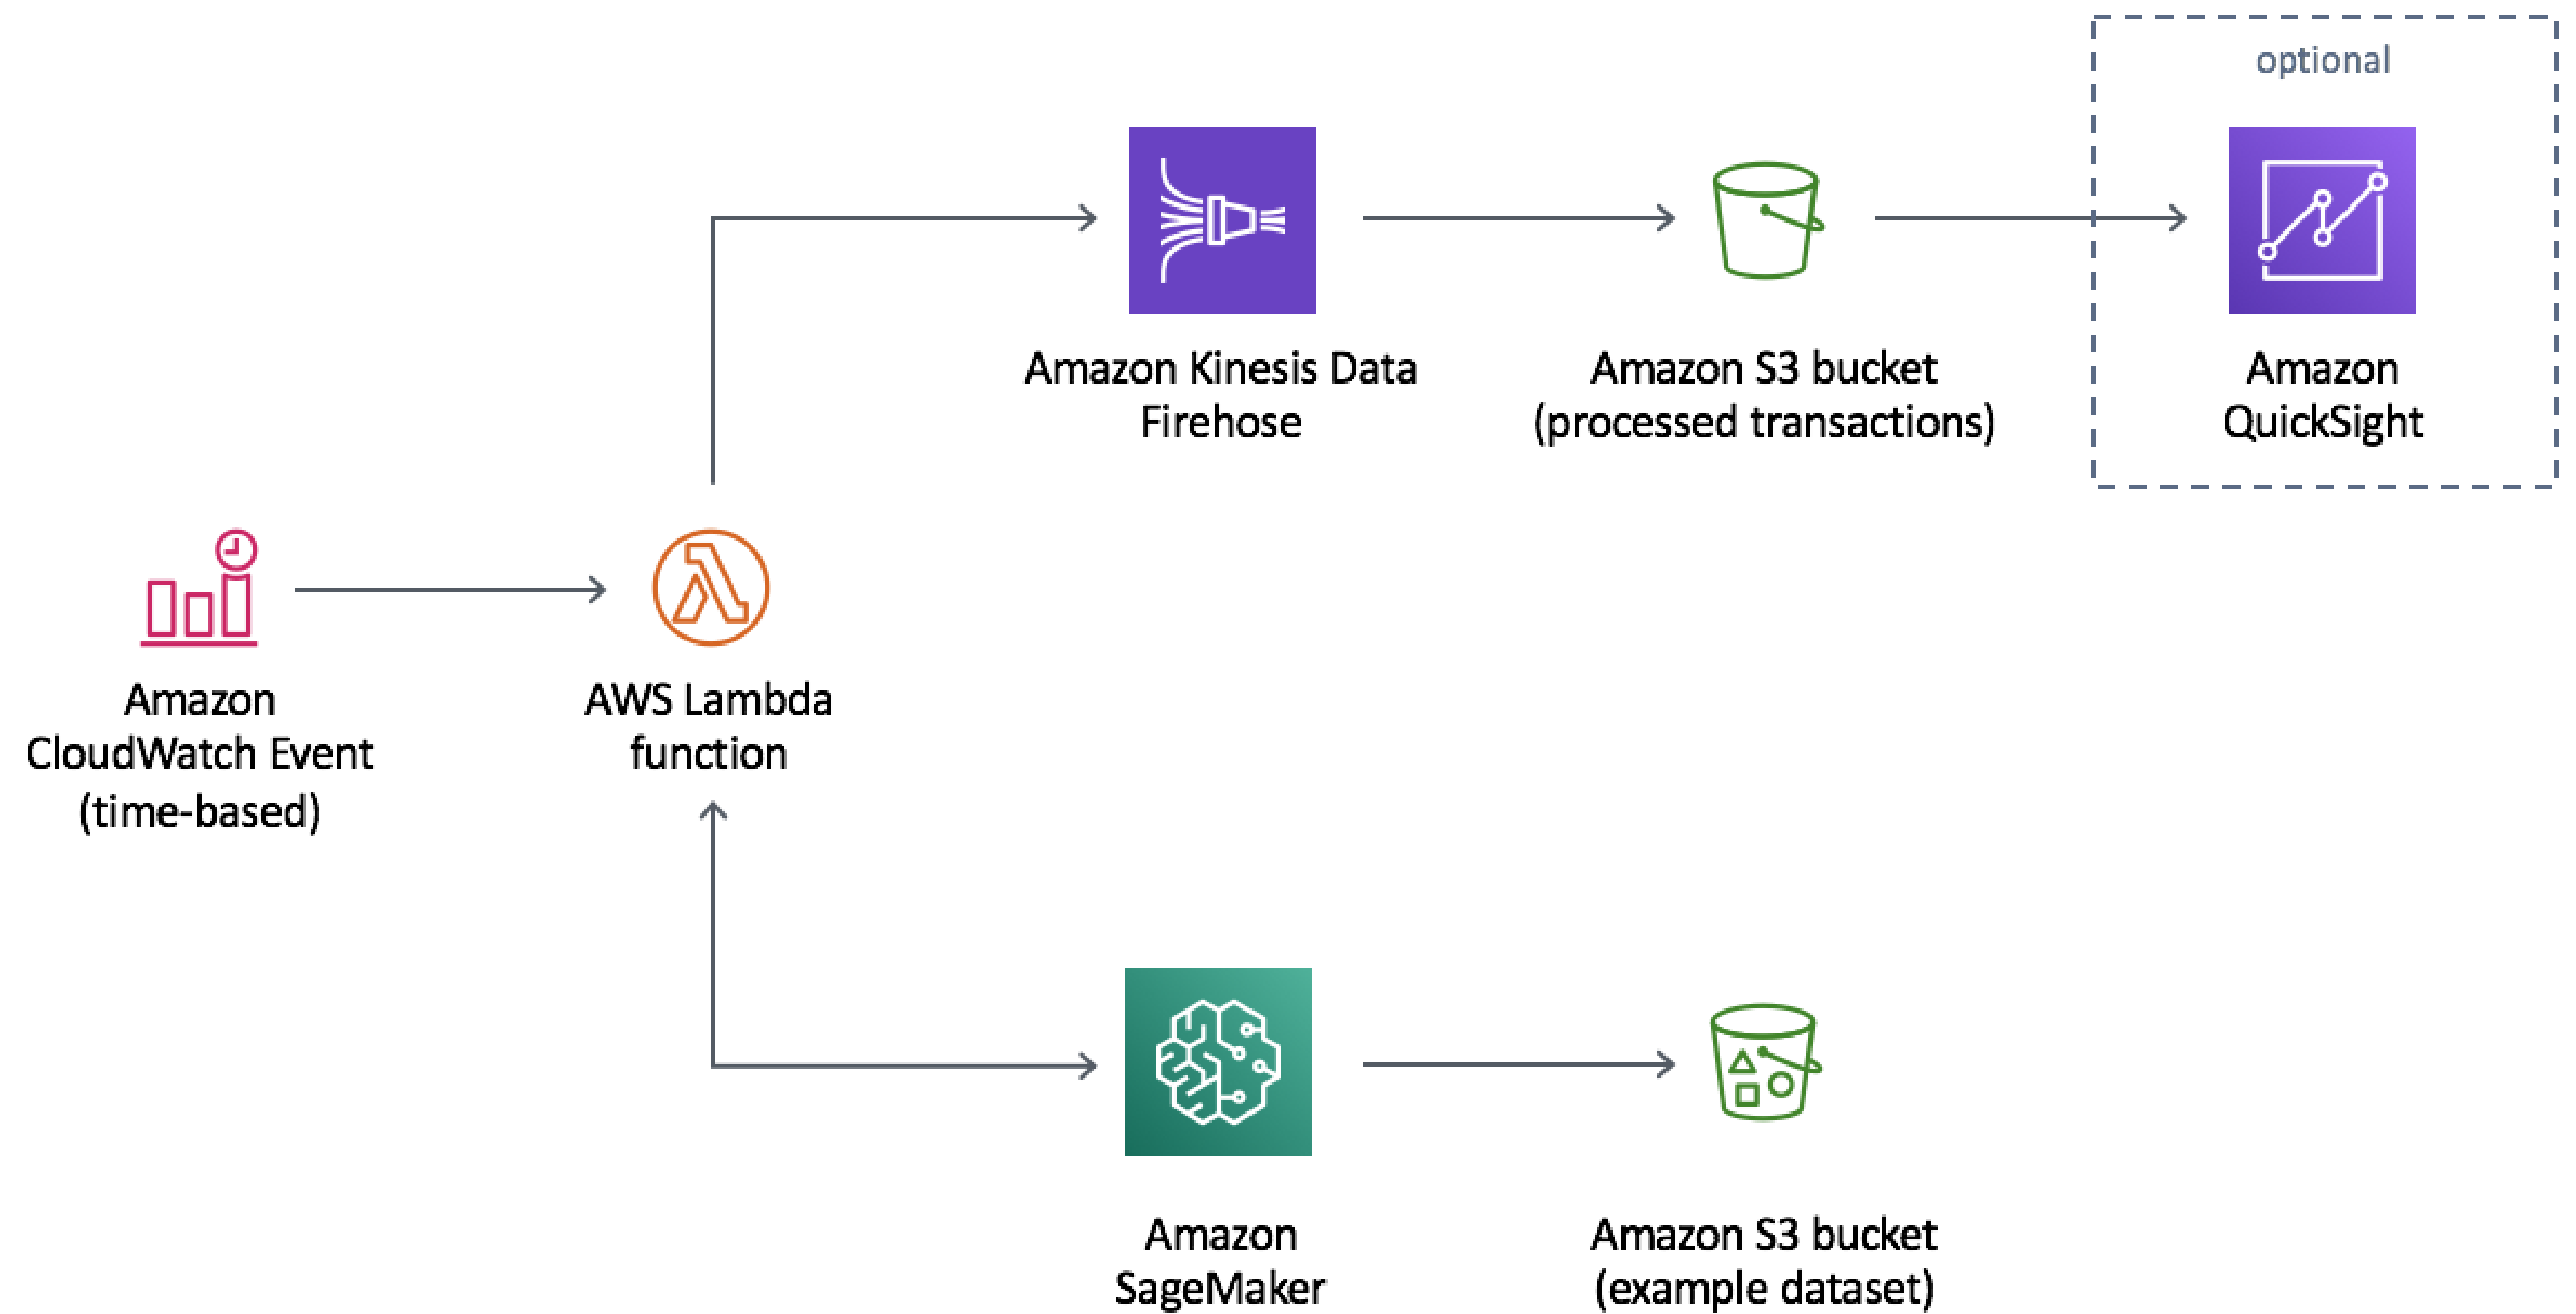 optional
Amazon Kinesis Data
Firehose
Amazon S3 bucket
(processed transactions)
Amazon
QuickSight
Amazon
CloudWatch Event
(time-based)
AWS Lambda
function
Amazon
SageMaker
Amazon S3 bucket
(example dataset)